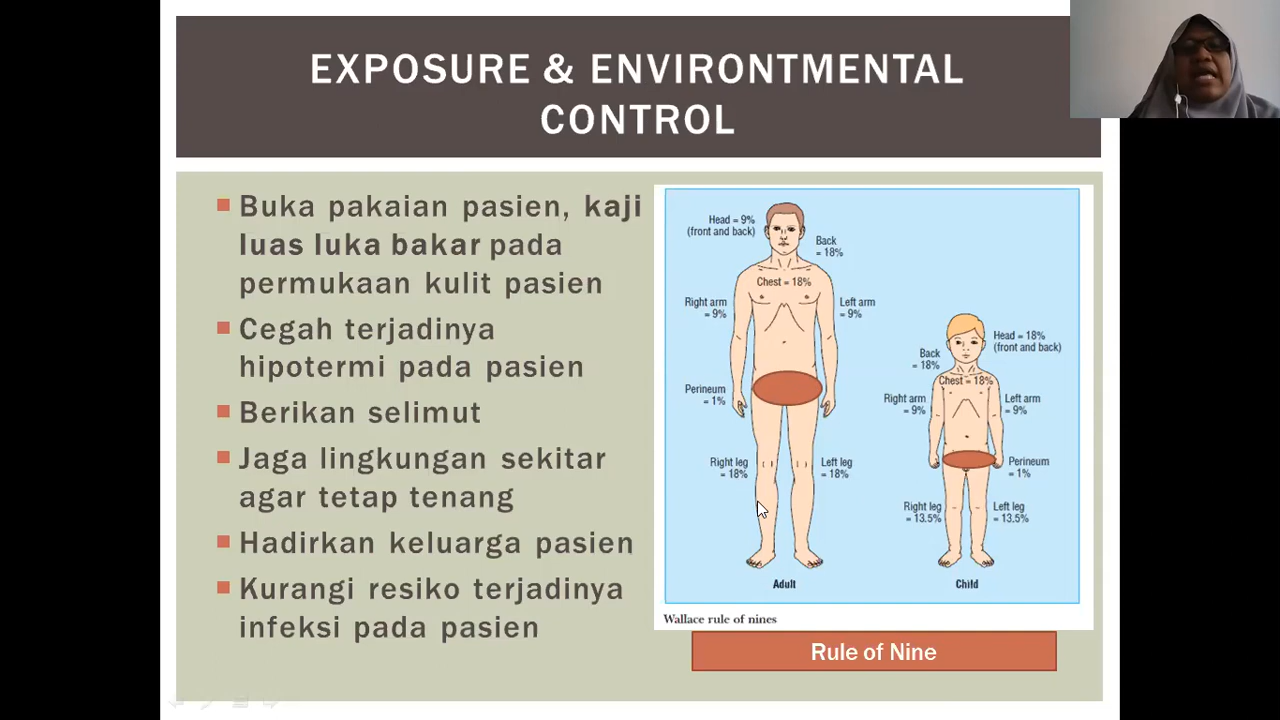 EXPOSURE & ENVIRONTMENTAL
CONTROL
Buka pakaian pasien, kaji
luas luka bakar pada
permukaan kulit pasien
Cegah terjadinya
hipotermi pada pasien
Berikan selimut
Jaga lingkungan sekitar
agar tetap tenang
Hadirkan keluarga pasien
Kurangi resiko terjadinya
infeksi pada pasien
Head = 9%
(front and back)
Back
= 18%
Chest = 18%
Right arm
= 9%
Left arm
= 9%
Perineum
= 1%
Right leg
= 18%
Left leg
= 18%
Adult
Head = 18%
(front and back)
Back
= 18%
Chest = 18%
Right arm
= 9%
Left arm
= 9%
Perineum
= 1%
Right leg
= 13.5%
Left leg
= 13.5%
Child
Wallace rule of nines
Rule of Nine